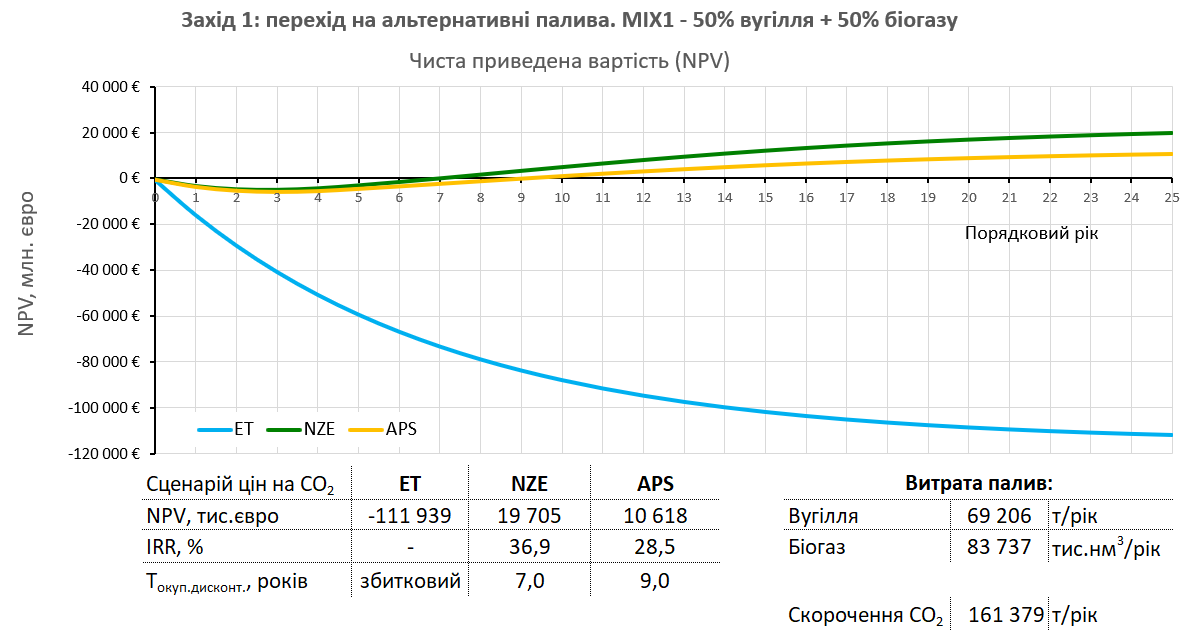 Захід 1: перехід на альтернативні палива. MIX1 - 50% вугілля + 50% біогазу
Чиста приведена вартість (NPV)
NPV, млн. євро
40 000 €
20 000 €
0 €
-20 000 €
-40 000 €
-60 000 €
-80 000 €
-100 000 €
-120 000 €
0 1 2 3 4 5 6 7 8 9 10 11 12 13 14 15 16 17 18 19 20 21 22 23 24 25
Порядковий рік
ET NZE APS
Сценарій цін на CO₂ ET NZE APS
NPV, тис.євро -111 939 19 705 10 618
IRR, % - 36,9 28,5
Tокуп.дисконт., років збитковий 7,0 9,0
Витрата палив:
Вугілля 69 206 т/рік
Біогаз 83 737 тис.нм³/рік
Скорочення CO₂ 161 379 т/рік